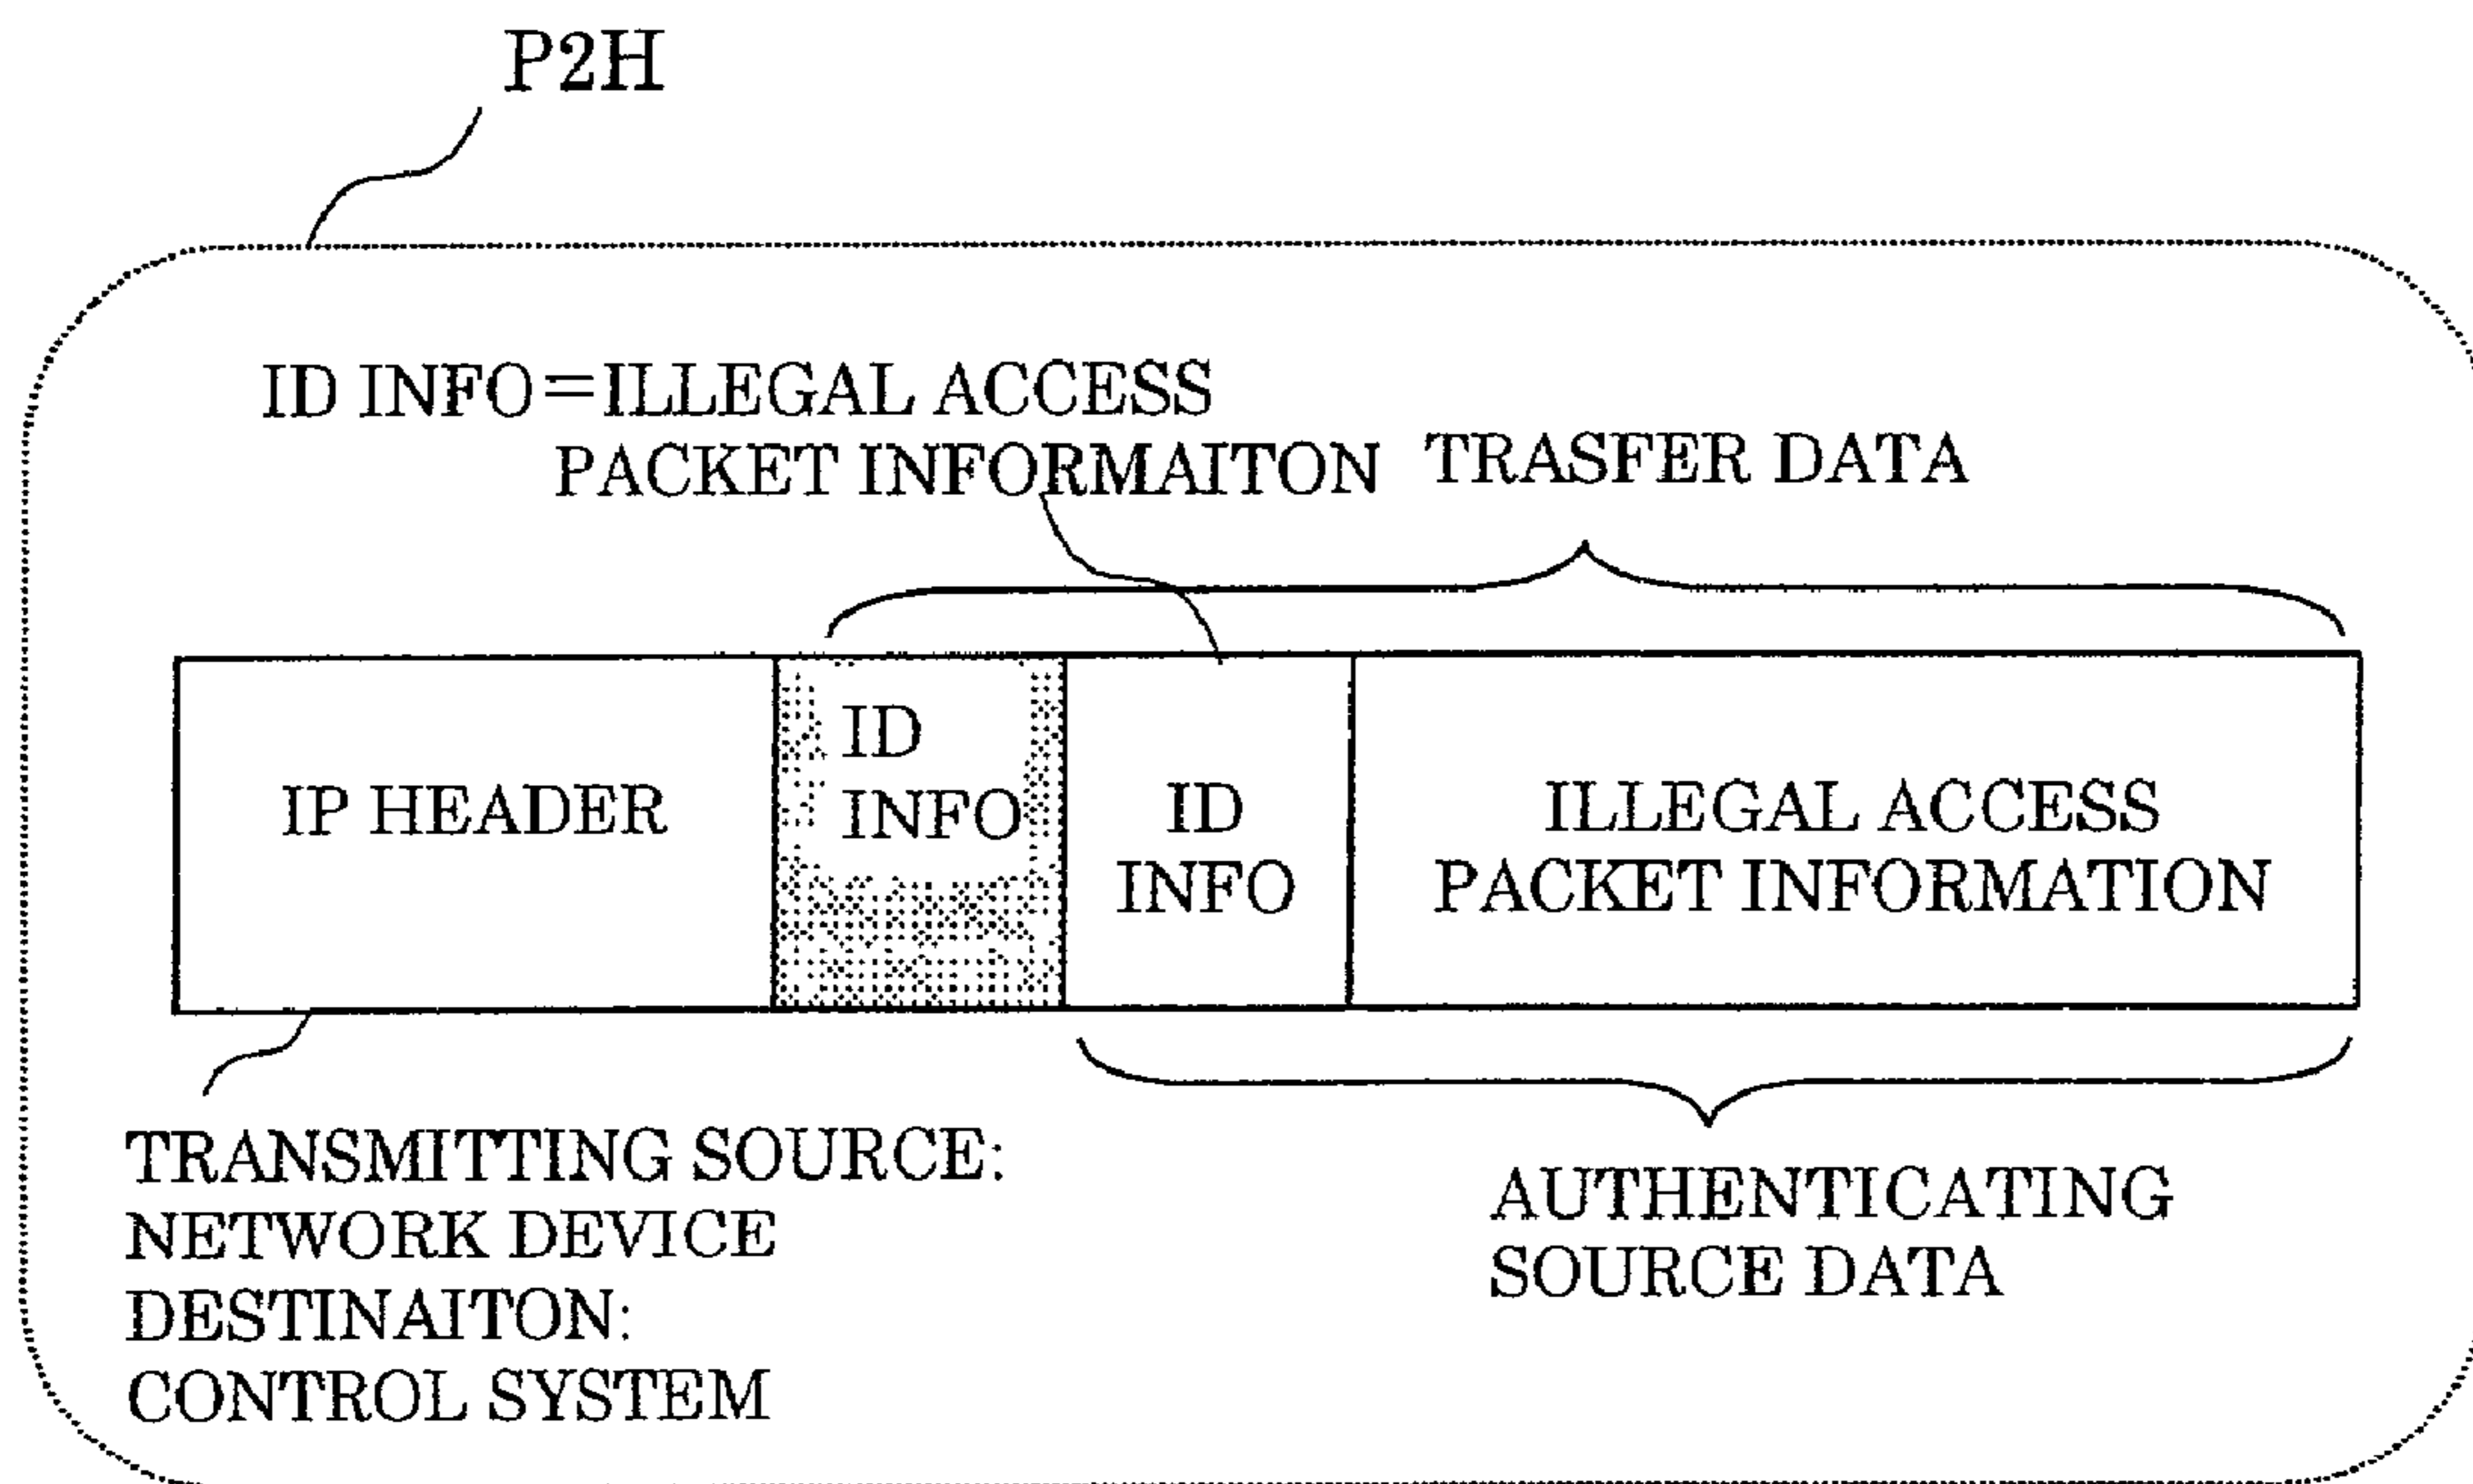 P2H
ID INFO=ILLEGAL ACCESS
PACKET INFORMAITON
TRASFER DATA
IP HEADER
ID
INFO
ID
INFO
ILLEGAL ACCESS
PACKET INFORMATION
TRANSMITTING SOURCE:
NETWORK DEVICE
DESTINAITON:
CONTROL SYSTEM
AUTHENTICATING
SOURCE DATA